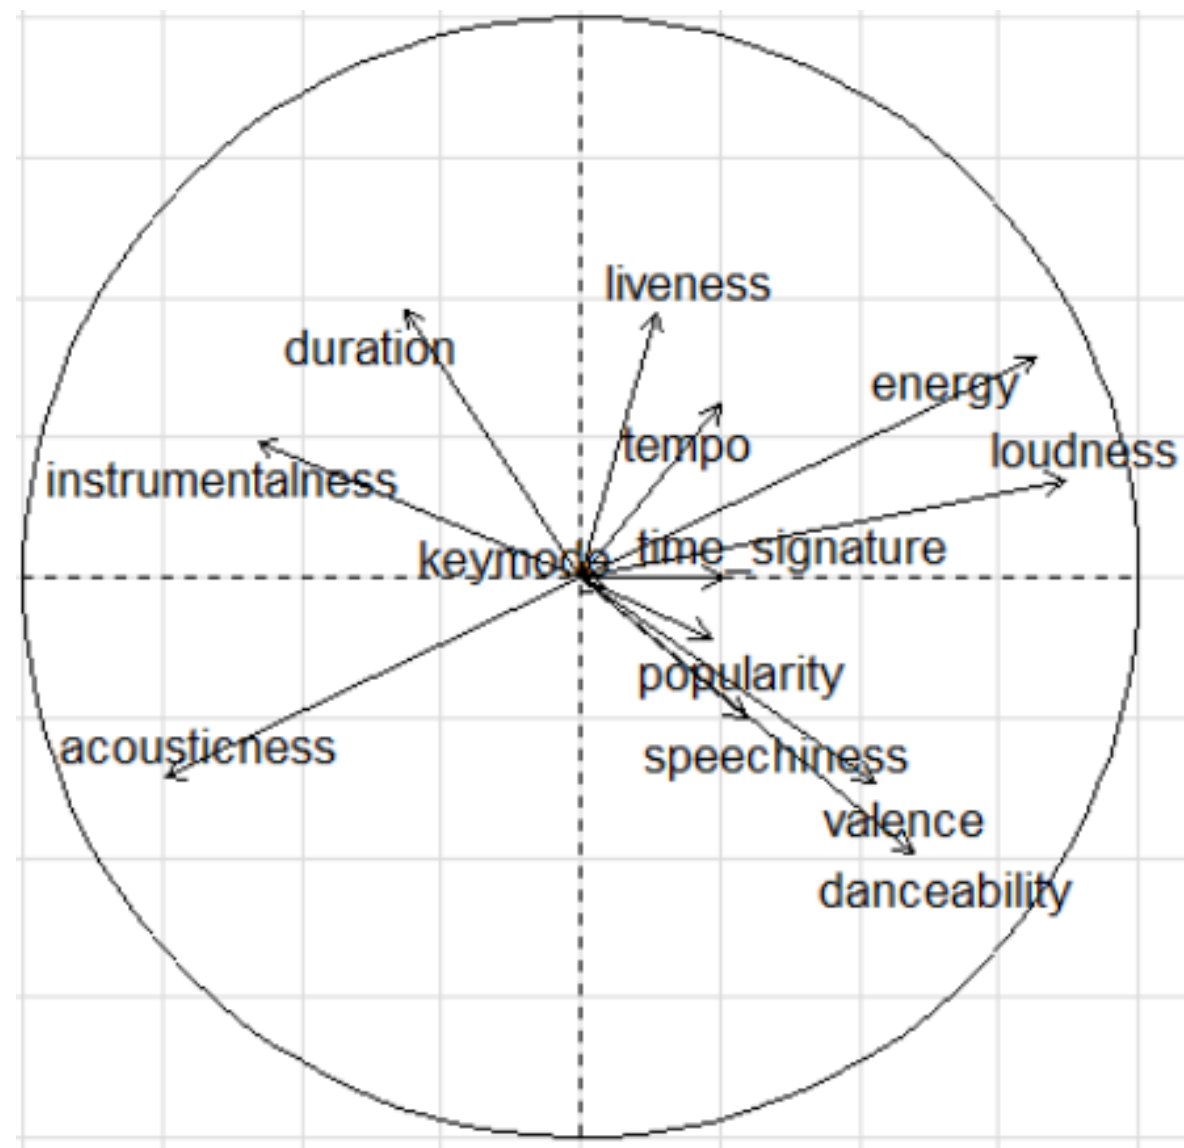 liveness
duration
energy
tempo
loudness
instrumentalness
time_signature
keymode
popularity
acousticness
speechiness
valence
danceability